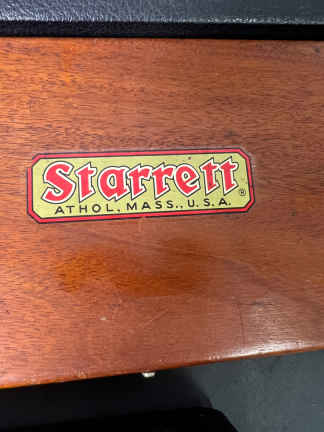 Starrett®
ATHOL, MASS., U.S.A.